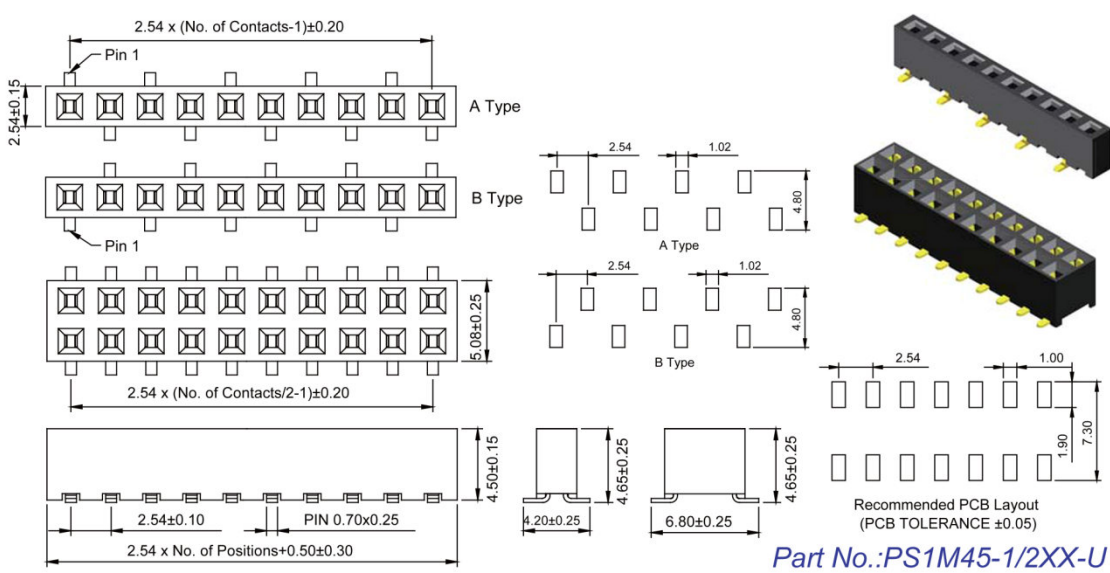 2.54 x (No. of Contacts-1)±0.20
Pin 1
2.54±0.15
A Type
B Type
Pin 1
5.08±0.25
2.54 x (No. of Contacts/2-1)±0.20
4.50±0.15
2.54±0.10
PIN 0.70x0.25
2.54 x No. of Positions+0.50±0.30
2.54
1.02
4.80
A Type
2.54
1.02
4.80
B Type
4.65±0.25
4.20±0.25
4.65±0.25
6.80±0.25
2.54
1.00
1.90
7.30
Recommended PCB Layout
(PCB TOLERANCE ±0.05)
Part No.:PS1M45-1/2XX-U